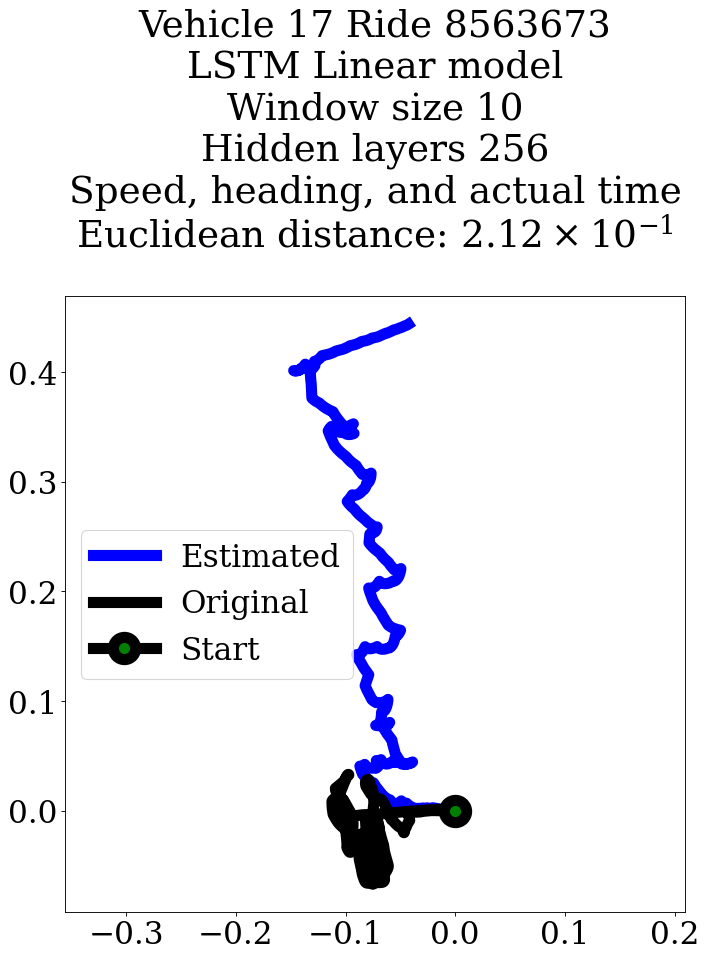 Vehicle 17 Ride 8563673
LSTM Linear model
Window size 10
Hidden layers 256
Speed, heading, and actual time
Euclidean distance: 2.12 × 10⁻¹
0.4
0.3
0.2
0.1
0.0
Estimated
Original
Start
−0.3 −0.2 −0.1 0.0 0.1 0.2